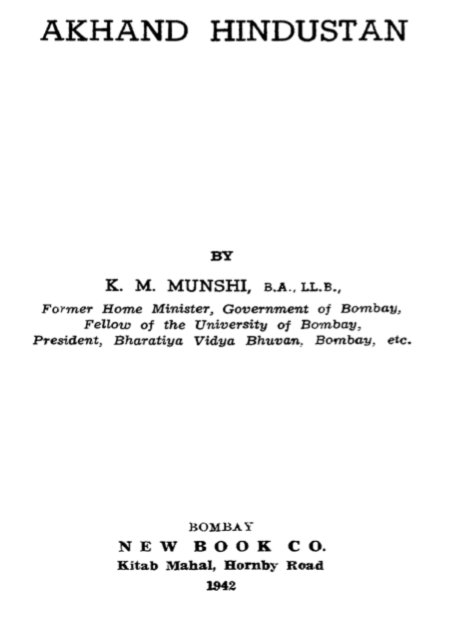 AKHAND HINDUSTAN
BY
K. M. MUNSHI, B.A., LL.B.,
Former Home Minister, Government of Bombay,
Fellow of the University of Bombay,
President, Bharatiya Vidya Bhuvan, Bombay, etc.
BOMBAY
NEW BOOK CO.
Kitab Mahal, Hornby Road
1942